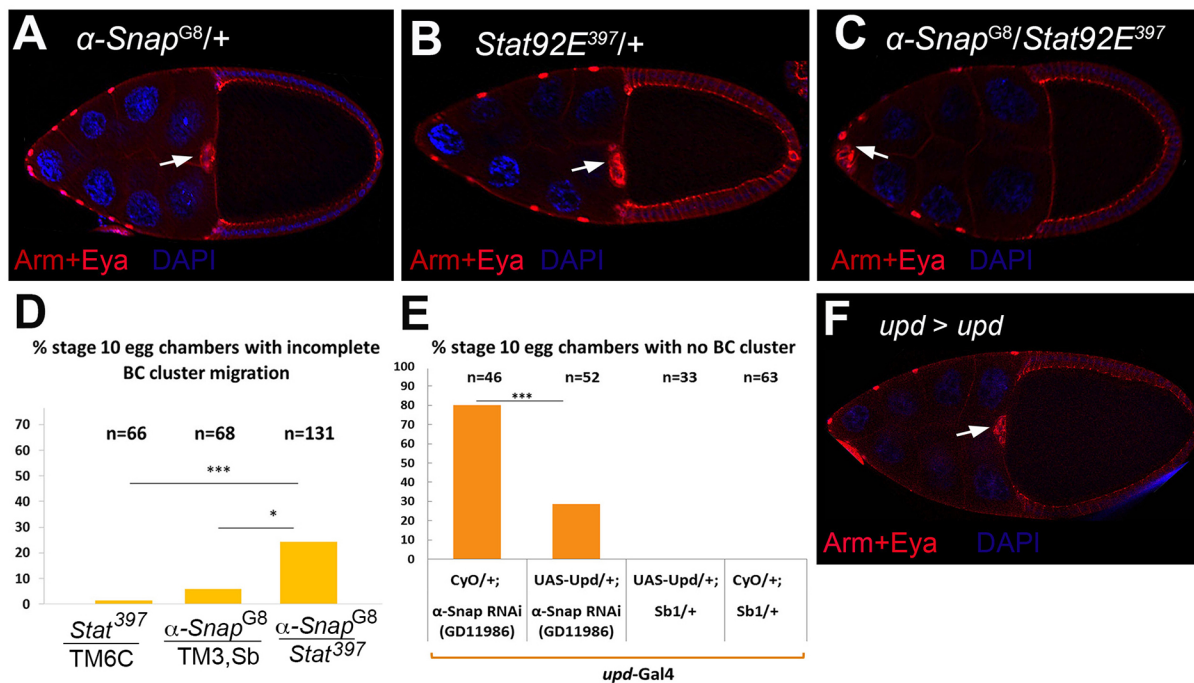 A
α-Snap^G8/+
Arm+Eya DAPI
B
Stat92E^397/+
Arm+Eya DAPI
C
α-Snap^G8/Stat92E^397
Arm+Eya DAPI
D
% stage 10 egg chambers with incomplete
BC cluster migration
n=66 n=68 n=131
***
*
70
60
50
40
30
20
10
0
Stat^397
TM6C
α-Snap^G8
TM3,Sb
α-Snap^G8
Stat^397
E
% stage 10 egg chambers with no BC cluster
n=46 n=52 n=33 n=63
***
100
90
80
70
60
50
40
30
20
10
0
CyO/+;
α-Snap RNAi
(GD11986)
UAS-Upd/+;
α-Snap RNAi
(GD11986)
UAS-Upd/+;
Sb1/+
CyO/+;
Sb1/+
upd-Gal4
F
upd > upd
Arm+Eya DAPI